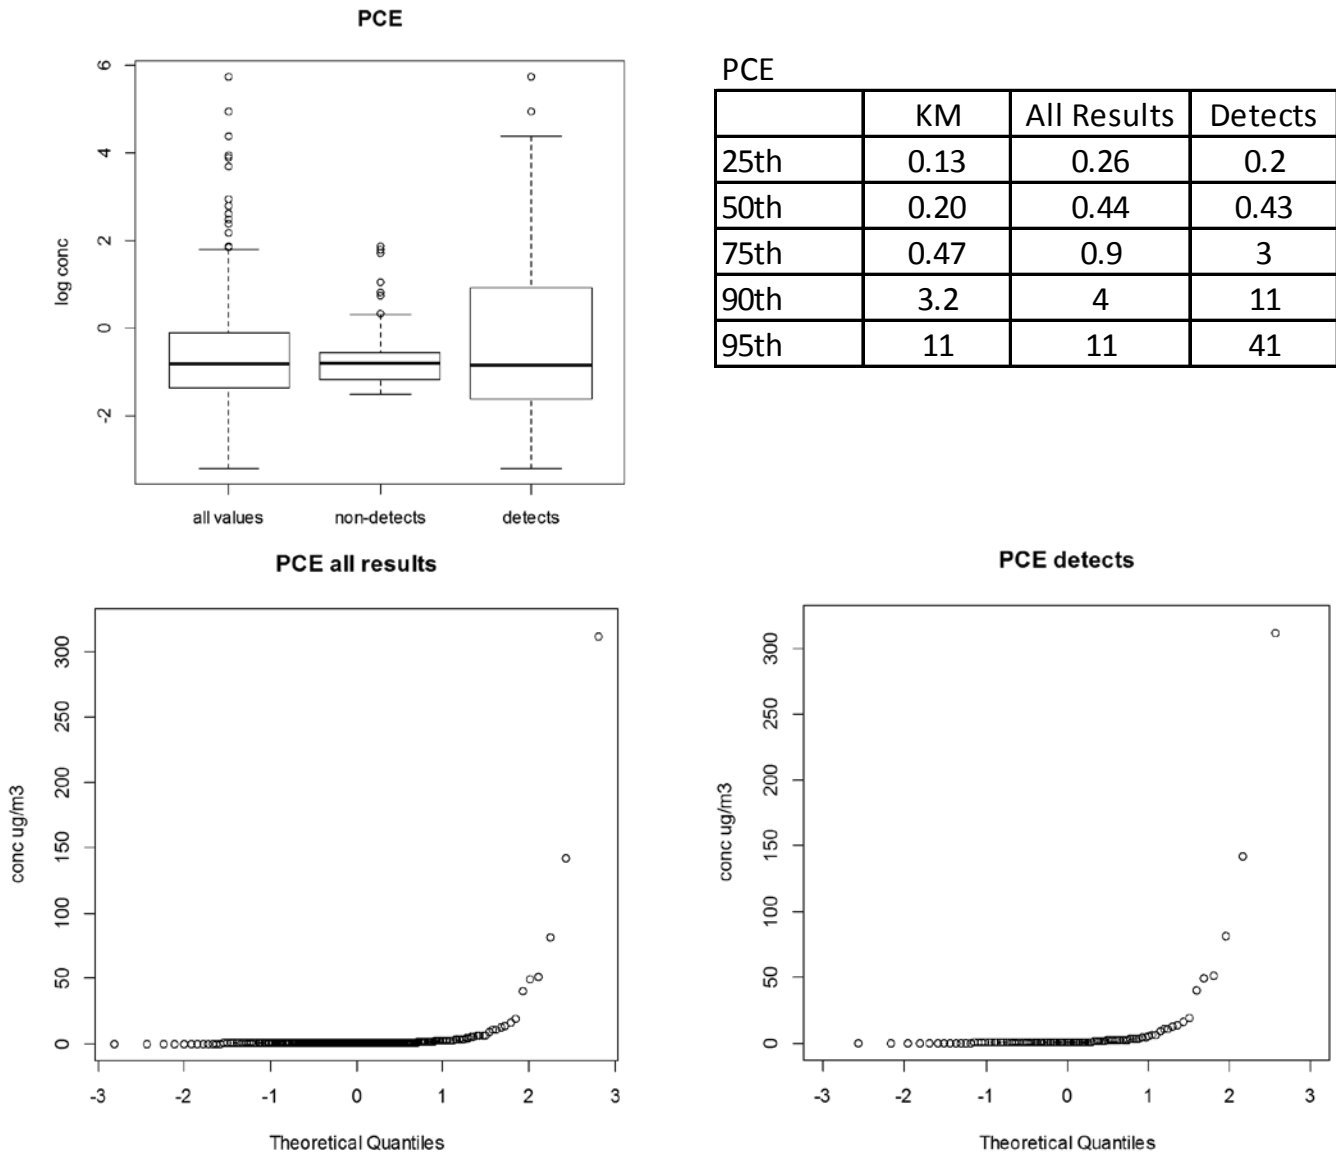 PCE
6
4
2
0
-2
log conc
all values non-detects detects
PCE
KM All Results Detects
25th 0.13 0.26 0.2
50th 0.20 0.44 0.43
75th 0.47 0.9 3
90th 3.2 4 11
95th 11 11 41
PCE all results
300
250
200
150
100
50
0
conc ug/m3
-3 -2 -1 0 1 2 3
Theoretical Quantiles
PCE detects
300
250
200
150
100
50
0
conc ug/m3
-3 -2 -1 0 1 2 3
Theoretical Quantiles